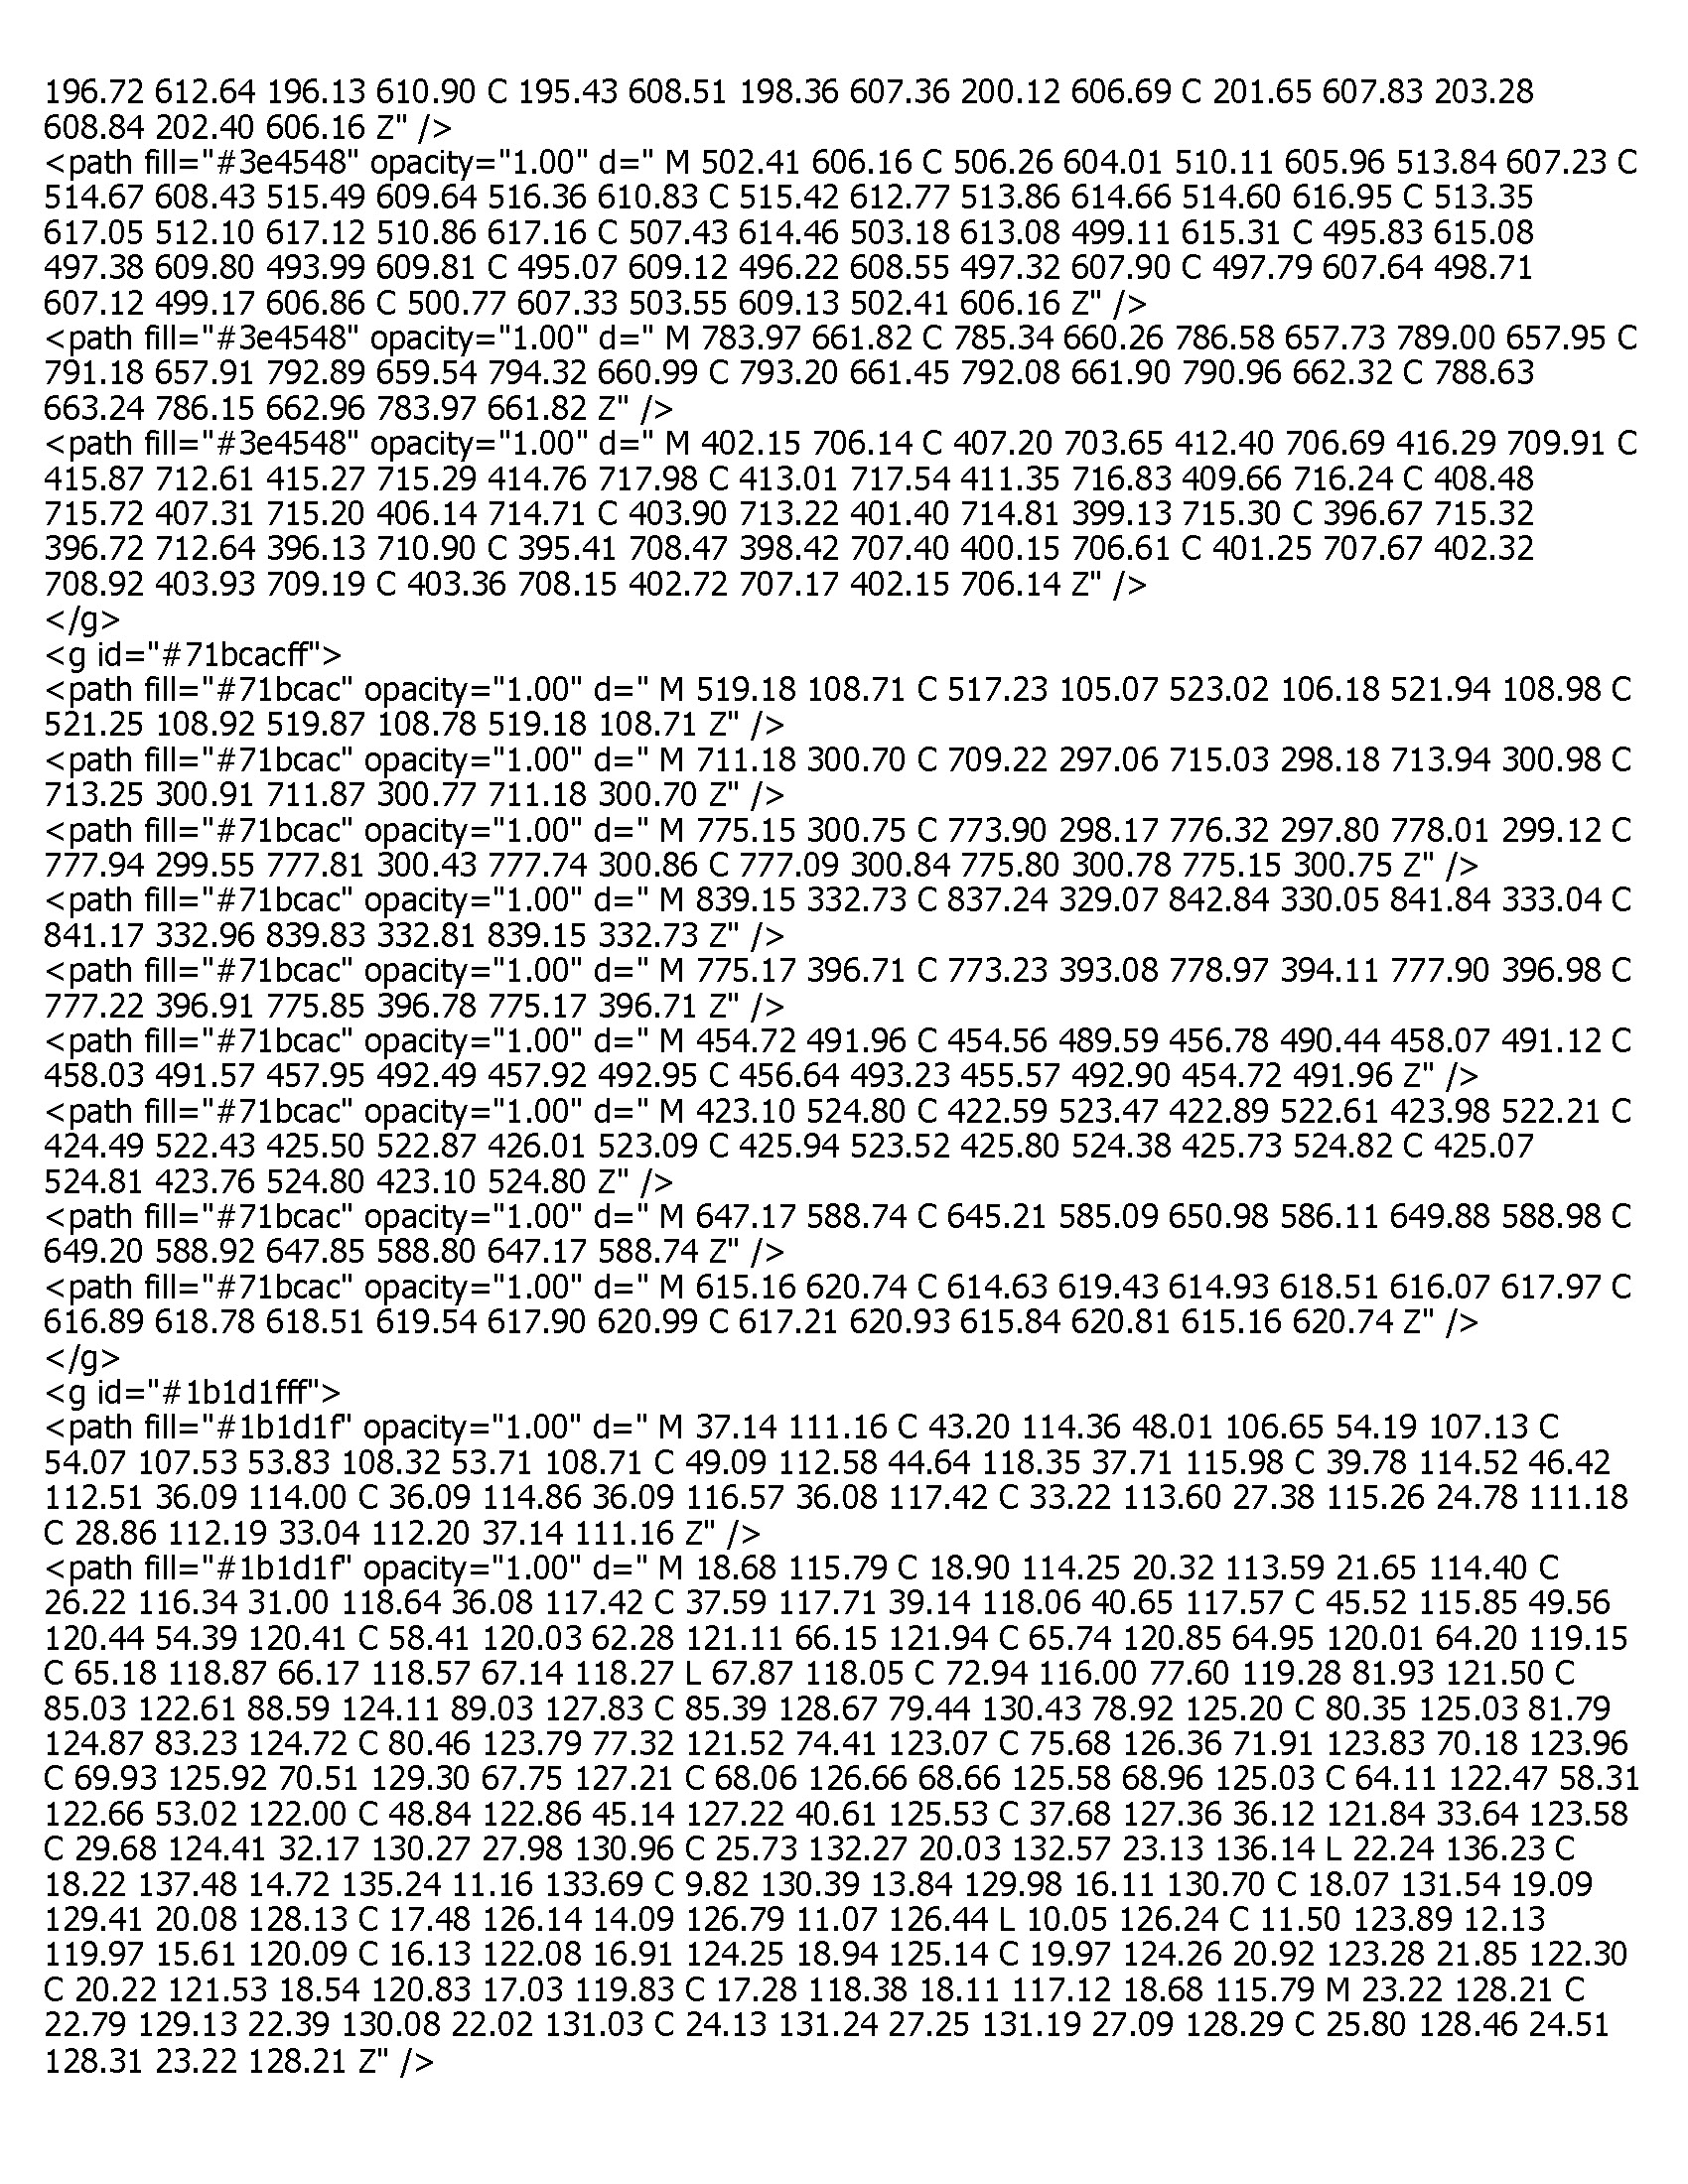 196.72 612.64 196.13 610.90 C 195.43 608.51 198.36 607.36 200.12 606.69 C 201.65 607.83 203.28
608.84 202.40 606.16 Z" />
<path fill="#3e4548" opacity="1.00" d=" M 502.41 606.16 C 506.26 604.01 510.11 605.96 513.84 607.23 C
514.67 608.43 515.49 609.64 516.36 610.83 C 515.42 612.77 513.86 614.66 514.60 616.95 C 513.35
617.05 512.10 617.12 510.86 617.16 C 507.43 614.46 503.18 613.08 499.11 615.31 C 495.83 615.08
497.38 609.80 493.99 609.81 C 495.07 609.12 496.22 608.55 497.32 607.90 C 497.79 607.64 498.71
607.12 499.17 606.86 C 500.77 607.33 503.55 609.13 502.41 606.16 Z" />
<path fill="#3e4548" opacity="1.00" d=" M 783.97 661.82 C 785.34 660.26 786.58 657.73 789.00 657.95 C
791.18 657.91 792.89 659.54 794.32 660.99 C 793.20 661.45 792.08 661.90 790.96 662.32 C 788.63
663.24 786.15 662.96 783.97 661.82 Z" />
<path fill="#3e4548" opacity="1.00" d=" M 402.15 706.14 C 407.20 703.65 412.40 706.69 416.29 709.91 C
415.87 712.61 415.27 715.29 414.76 717.98 C 413.01 717.54 411.35 716.83 409.66 716.24 C 408.48
715.72 407.31 715.20 406.14 714.71 C 403.90 713.22 401.40 714.81 399.13 715.30 C 396.67 715.32
396.72 712.64 396.13 710.90 C 395.41 708.47 398.42 707.40 400.15 706.61 C 401.25 707.67 402.32
708.92 403.93 709.19 C 403.36 708.15 402.72 707.17 402.15 706.14 Z" />
</g>
<g id="#71bcacff">
<path fill="#71bcac" opacity="1.00" d=" M 519.18 108.71 C 517.23 105.07 523.02 106.18 521.94 108.98 C
521.25 108.92 519.87 108.78 519.18 108.71 Z" />
<path fill="#71bcac" opacity="1.00" d=" M 711.18 300.70 C 709.22 297.06 715.03 298.18 713.94 300.98 C
713.25 300.91 711.87 300.77 711.18 300.70 Z" />
<path fill="#71bcac" opacity="1.00" d=" M 775.15 300.75 C 773.90 298.17 776.32 297.80 778.01 299.12 C
777.94 299.55 777.81 300.43 777.74 300.86 C 777.09 300.84 775.80 300.78 775.15 300.75 Z" />
<path fill="#71bcac" opacity="1.00" d=" M 839.15 332.73 C 837.24 329.07 842.84 330.05 841.84 333.04 C
841.17 332.96 839.83 332.81 839.15 332.73 Z" />
<path fill="#71bcac" opacity="1.00" d=" M 775.17 396.71 C 773.23 393.08 778.97 394.11 777.90 396.98 C
777.22 396.91 775.85 396.78 775.17 396.71 Z" />
<path fill="#71bcac" opacity="1.00" d=" M 454.72 491.96 C 454.56 489.59 456.78 490.44 458.07 491.12 C
458.03 491.57 457.95 492.49 457.92 492.95 C 456.64 493.23 455.57 492.90 454.72 491.96 Z" />
<path fill="#71bcac" opacity="1.00" d=" M 423.10 524.80 C 422.59 523.47 422.89 522.61 423.98 522.21 C
424.49 522.43 425.50 522.87 426.01 523.09 C 425.94 523.52 425.80 524.38 425.73 524.82 C 425.07
524.81 423.76 524.80 423.10 524.80 Z" />
<path fill="#71bcac" opacity="1.00" d=" M 647.17 588.74 C 645.21 585.09 650.98 586.11 649.88 588.98 C
649.20 588.92 647.85 588.80 647.17 588.74 Z" />
<path fill="#71bcac" opacity="1.00" d=" M 615.16 620.74 C 614.63 619.43 614.93 618.51 616.07 617.97 C
616.89 618.78 618.51 619.54 617.90 620.99 C 617.21 620.93 615.84 620.81 615.16 620.74 Z" />
</g>
<g id="#1b1d1fff">
<path fill="#1b1d1f" opacity="1.00" d=" M 37.14 111.16 C 43.20 114.36 48.01 106.65 54.19 107.13 C
54.07 107.53 53.83 108.32 53.71 108.71 C 49.09 112.58 44.64 118.35 37.71 115.98 C 39.78 114.52 46.42
112.51 36.09 114.00 C 36.09 114.86 36.09 116.57 36.08 117.42 C 33.22 113.60 27.38 115.26 24.78 111.18
C 28.86 112.19 33.04 112.20 37.14 111.16 Z" />
<path fill="#1b1d1f" opacity="1.00" d=" M 18.68 115.79 C 18.90 114.25 20.32 113.59 21.65 114.40 C
26.22 116.34 31.00 118.64 36.08 117.42 C 37.59 117.71 39.14 118.06 40.65 117.57 C 45.52 115.85 49.56
120.44 54.39 120.41 C 58.41 120.03 62.28 121.11 66.15 121.94 C 65.74 120.85 64.95 120.01 64.20 119.15
C 65.18 118.87 66.17 118.57 67.14 118.27 L 67.87 118.05 C 72.94 116.00 77.60 119.28 81.93 121.50 C
85.03 122.61 88.59 124.11 89.03 127.83 C 85.39 128.67 79.44 130.43 78.92 125.20 C 80.35 125.03 81.79
124.87 83.23 124.72 C 80.46 123.79 77.32 121.52 74.41 123.07 C 75.68 126.36 71.91 123.83 70.18 123.96
C 69.93 125.92 70.51 129.30 67.75 127.21 C 68.06 126.66 68.66 125.58 68.96 125.03 C 64.11 122.47 58.31
122.66 53.02 122.00 C 48.84 122.86 45.14 127.22 40.61 125.53 C 37.68 127.36 36.12 121.84 33.64 123.58
C 29.68 124.41 32.17 130.27 27.98 130.96 C 25.73 132.27 20.03 132.57 23.13 136.14 L 22.24 136.23 C
18.22 137.48 14.72 135.24 11.16 133.69 C 9.82 130.39 13.84 129.98 16.11 130.70 C 18.07 131.54 19.09
129.41 20.08 128.13 C 17.48 126.14 14.09 126.79 11.07 126.44 L 10.05 126.24 C 11.50 123.89 12.13
119.97 15.61 120.09 C 16.13 122.08 16.91 124.25 18.94 125.14 C 19.97 124.26 20.92 123.28 21.85 122.30
C 20.22 121.53 18.54 120.83 17.03 119.83 C 17.28 118.38 18.11 117.12 18.68 115.79 M 23.22 128.21 C
22.79 129.13 22.39 130.08 22.02 131.03 C 24.13 131.24 27.25 131.19 27.09 128.29 C 25.80 128.46 24.51
128.31 23.22 128.21 Z" />